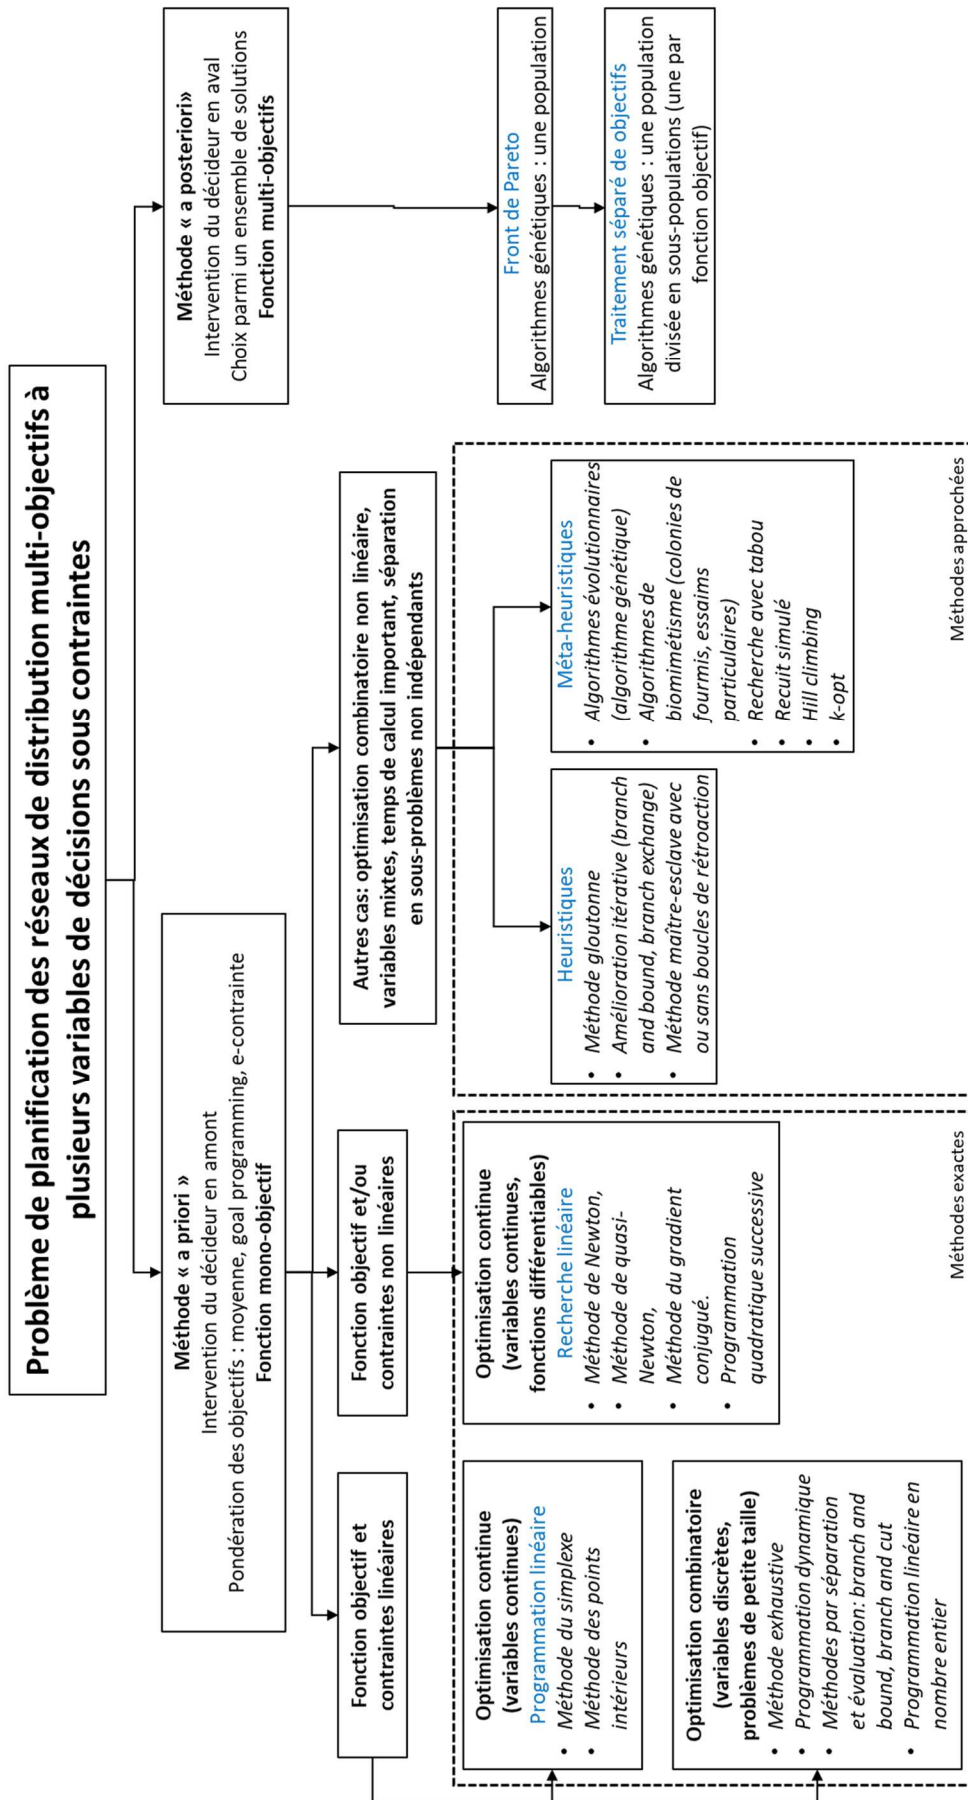 Problème de planification des réseaux de distribution multi-objectifs à
plusieurs variables de décisions sous contraintes
Méthode « a priori »
Intervention du décideur en amont
Pondération des objectifs : moyenne, goal programming, e-contrainte
Fonction mono-objectif
Méthode « a posteriori»
Intervention du décideur en aval
Choix parmi un ensemble de solutions
Fonction multi-objectifs
Fonction objectif et
contraintes linéaires
Fonction objectif et/ou
contraintes non linéaires
Autres cas: optimisation combinatoire non linéaire,
variables mixtes, temps de calcul important, séparation
en sous-problèmes non indépendants
Optimisation continue
(variables continues)
Programmation linéaire
• Méthode du simplexe
• Méthode des points
intérieurs
Optimisation combinatoire
(variables discrètes,
problèmes de petite taille)
• Méthode exhaustive
• Programmation dynamique
• Méthodes par séparation
et évaluation: branch and
bound, branch and cut
• Programmation linéaire en
nombre entier
Optimisation continue
(variables continues,
fonctions différentiables)
Recherche linéaire
• Méthode de Newton,
• Méthode de quasi-
Newton,
• Méthode du gradient
conjugué.
• Programmation
quadratique successive
Méthodes exactes
Heuristiques
• Méthode gloutonne
• Amélioration itérative (branch
and bound, branch exchange)
• Méthode maître-esclave avec
ou sans boucles de rétroaction
Méta-heuristiques
• Algorithmes évolutionnaires
(algorithme génétique)
• Algorithmes de
biomimétisme (colonies de
fourmis, essaims
particulaires)
• Recherche avec tabou
• Recuit simulé
• Hill climbing
• k-opt
Méthodes approchées
Front de Pareto
Algorithmes génétiques : une population
Traitement séparé de objectifs
Algorithmes génétiques : une population
divisée en sous-populations (une par
fonction objectif)